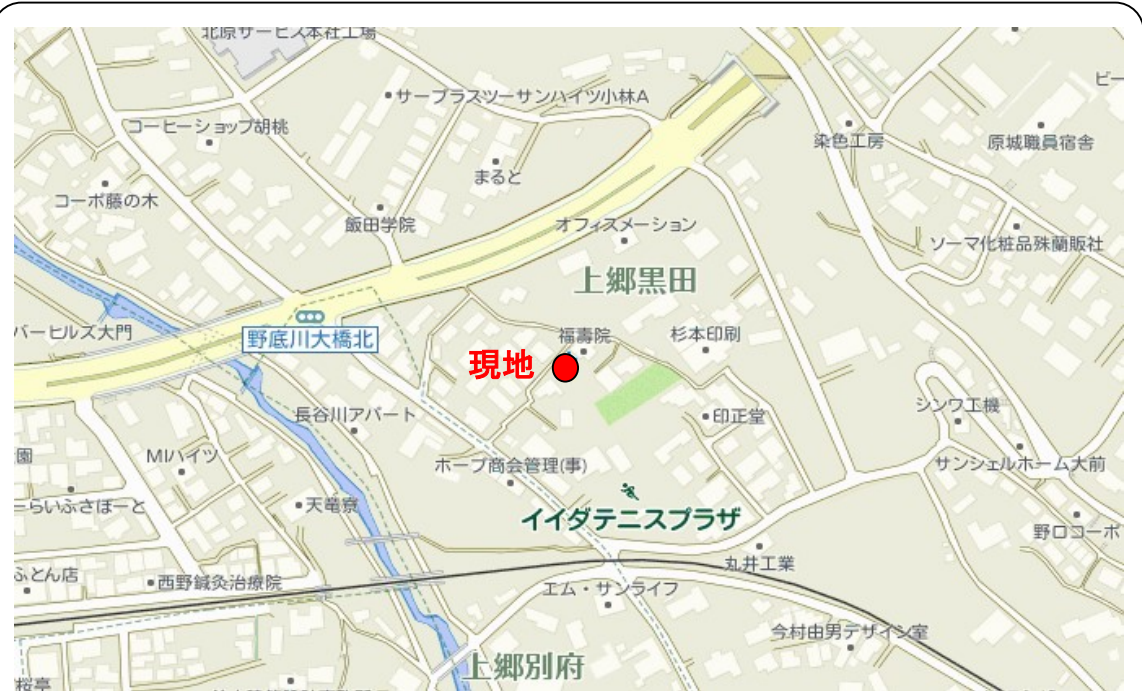 北原サービス本社工場
サープラスツーサンハイツ小林A
コーヒーショップ胡桃
染色工房
原城職員宿舎
まると
コーポ藤の木
飯田学院
オフィスメーション
ソーマ化粧品殊蘭販社
上郷黒田
バーヒルズ大門
野底川大橋北
福壽院
杉本印刷
現地
シンワ工機
長谷川アパート
印正堂
園
MIハイツ
ホープ商会管理(事)
サンシェルホーム大前
らいふさぽーと
天竜寮
イイダテニスプラザ
野口コーポ
ふとん店
西野鍼灸治療院
丸井工業
エム・サンライフ
今村由男デザイン室
上郷別府
桜亭